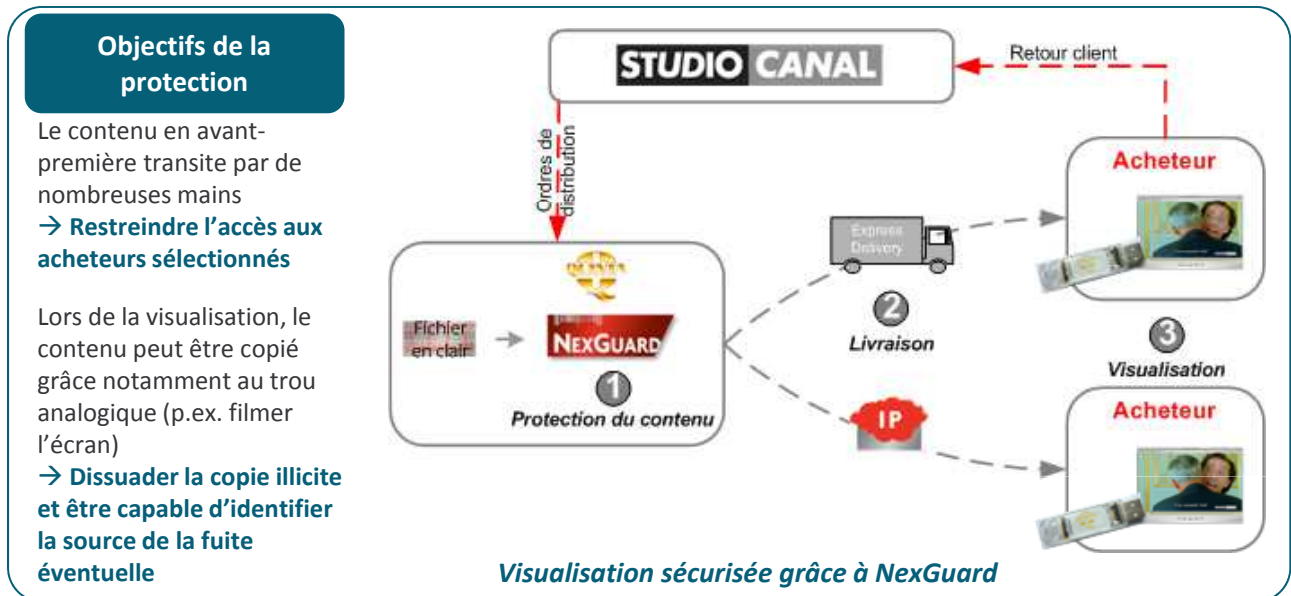 Objectifs de la
protection
Le contenu en avant-
première transite par de
nombreuses mains
→ Restreindre l'accès aux
acheteurs sélectionnés
Lors de la visualisation, le
contenu peut être copié
grâce notamment au trou
analogique (p.ex. filmer
l'écran)
→ Dissuader la copie illicite
et être capable d'identifier
la source de la fuite
éventuelle
STUDIO CANAL
Retour client
Ordres de
distribution
Fichier
en clair
NEXGUARD
1
Protection du contenu
Express
Delivery
2
Livraison
IP
Acheteur
3
Visualisation
Acheteur
Visualisation sécurisée grâce à NexGuard